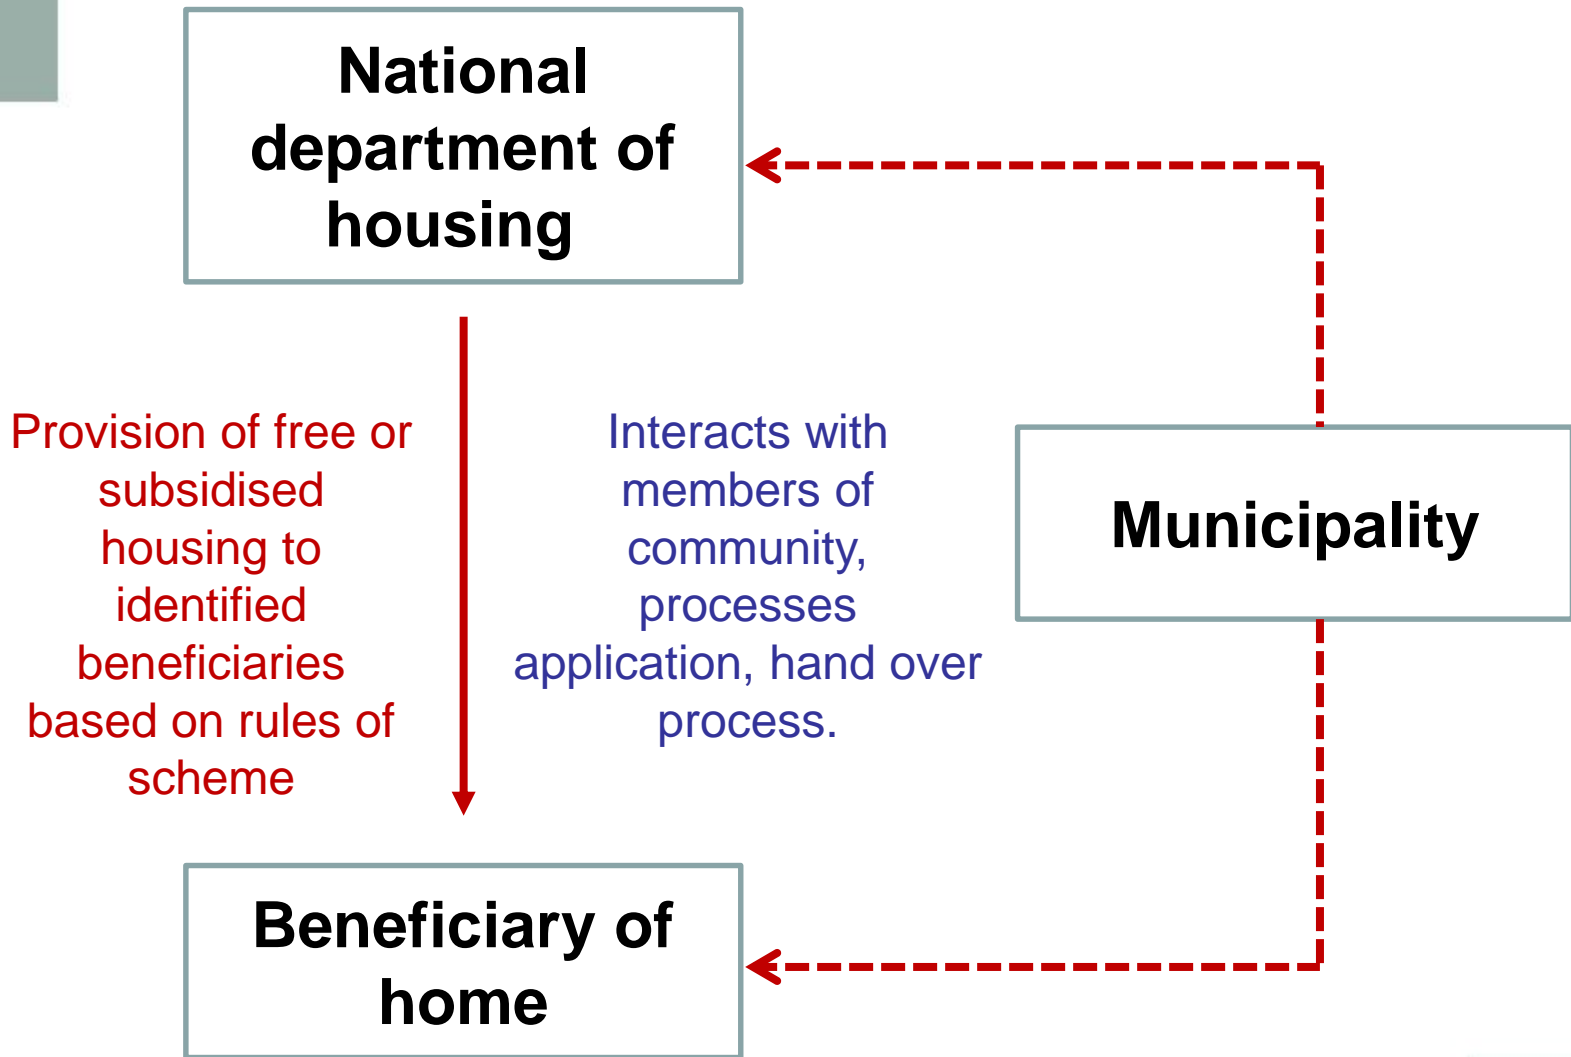 National
department of
housing
Provision of free or
subsidised
housing to
identified
beneficiaries
based on rules of
scheme
Interacts with
members of
community,
processes
application, hand over
process.
Municipality
Beneficiary of
home